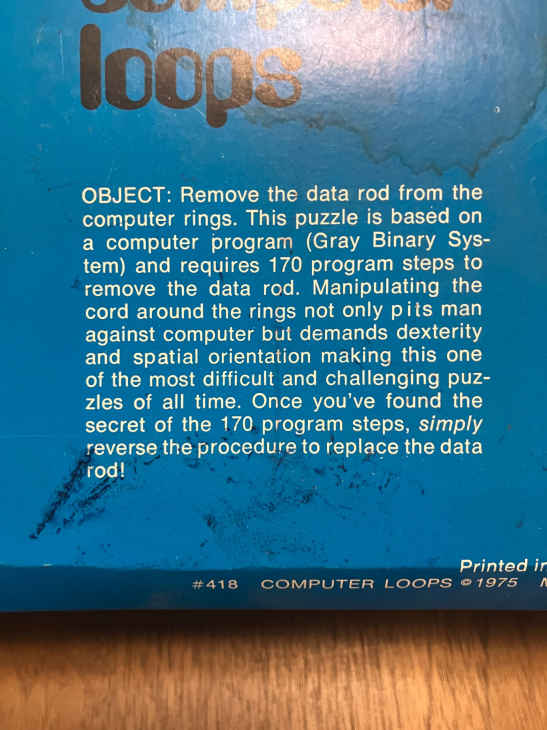 computer
loops
OBJECT: Remove the data rod from the
computer rings. This puzzle is based on
a computer program (Gray Binary Sys-
tem) and requires 170 program steps to
remove the data rod. Manipulating the
cord around the rings not only pits man
against computer but demands dexterity
and spatial orientation making this one
of the most difficult and challenging puz-
zles of all time. Once you've found the
secret of the 170 program steps, simply
reverse the procedure to replace the data
rod!
Printed in
#418 COMPUTER LOOPS ©1975